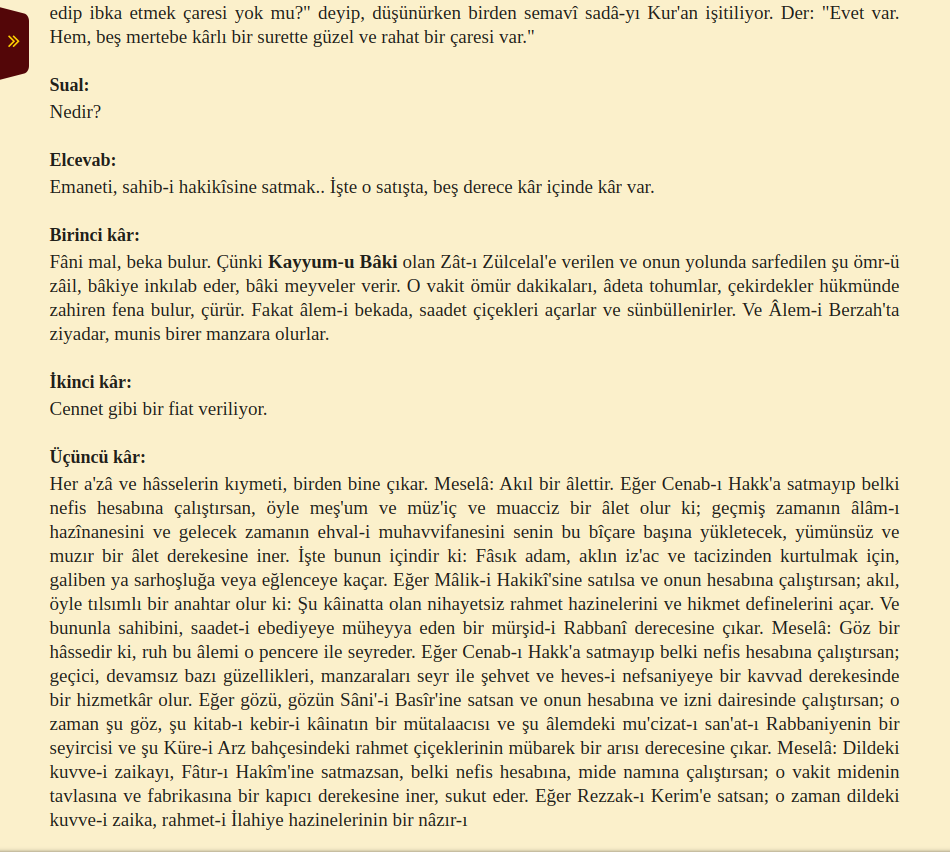 edip ibka etmek çaresi yok mu?" deyip, düşünürken birden semavî sadâ-yı Kur'an işitiliyor. Der: "Evet var.
Hem, beş mertebe kârlı bir surette güzel ve rahat bir çaresi var."
Sual:
Nedir?
Elcevab:
Emaneti, sahib-i hakikîsine satmak.. İşte o satışta, beş derece kâr içinde kâr var.
Birinci kâr:
Fâni mal, beka bulur. Çünki Kayyum-u Bâki olan Zât-ı Zülcelal'e verilen ve onun yolunda sarfedilen şu ömr-ü
zâil, bâkiye inkılab eder, bâki meyveler verir. O vakit ömür dakikaları, âdeta tohumlar, çekirdekler hükmünde
zahiren fena bulur, çürür. Fakat âlem-i bekada, saadet çiçekleri açarlar ve sünbüllenirler. Ve Âlem-i Berzah'ta
ziyadar, munis birer manzara olurlar.
İkinci kâr:
Cennet gibi bir fiat veriliyor.
Üçüncü kâr:
Her a'zâ ve hâsselerin kıymeti, birden bine çıkar. Meselâ: Akıl bir âlettir. Eğer Cenab-ı Hakk'a satmayıp belki
nefis hesabına çalıştırsan, öyle meş'um ve müz'iç ve muacciz bir âlet olur ki; geçmiş zamanın âlâm-ı
hazînanesini ve gelecek zamanın ehval-i muhavvifanesini senin bu bîçare başına yükletecek, yümünsüz ve
muzır bir âlet derekesine iner. İşte bunun içindir ki: Fâsık adam, aklın iz'ac ve tacizinden kurtulmak için,
galiben ya sarhoşluğa veya eğlenceye kaçar. Eğer Mâlik-i Hakikî'sine satılsa ve onun hesabına çalıştırsan; akıl,
öyle tılsımlı bir anahtar olur ki: Şu kâinatta olan nihayetsiz rahmet hazinelerini ve hikmet definelerini açar. Ve
bununla sahibini, saadet-i ebediyeye müheyya eden bir mürşid-i Rabbanî derecesine çıkar. Meselâ: Göz bir
hâssedir ki, ruh bu âlemi o pencere ile seyreder. Eğer Cenab-ı Hakk'a satmayıp belki nefis hesabına çalıştırsan;
geçici, devamsız bazı güzellikleri, manzaraları seyr ile şehvet ve heves-i nefsaniyeye bir kavvad derekesinde
bir hizmetkâr olur. Eğer gözü, gözün Sâni'-i Basîr'ine satsan ve onun hesabına ve izni dairesinde çalıştırsan; o
zaman şu göz, şu kitab-ı kebir-i kâinatın bir mütalaacısı ve şu âlemdeki mu'cizat-ı san'at-ı Rabbaniyenin bir
seyircisi ve şu Küre-i Arz bahçesindeki rahmet çiçeklerinin mübarek bir arısı derecesine çıkar. Meselâ: Dildeki
kuvve-i zaikayı, Fâtır-ı Hakîm'ine satmazsan, belki nefis hesabına, mide namına çalıştırsan; o vakit midenin
tavlasına ve fabrikasına bir kapıcı derekesine iner, sukut eder. Eğer Rezzak-ı Kerim'e satsan; o zaman dildeki
kuvve-i zaika, rahmet-i İlahiye hazinelerinin bir nâzır-ı